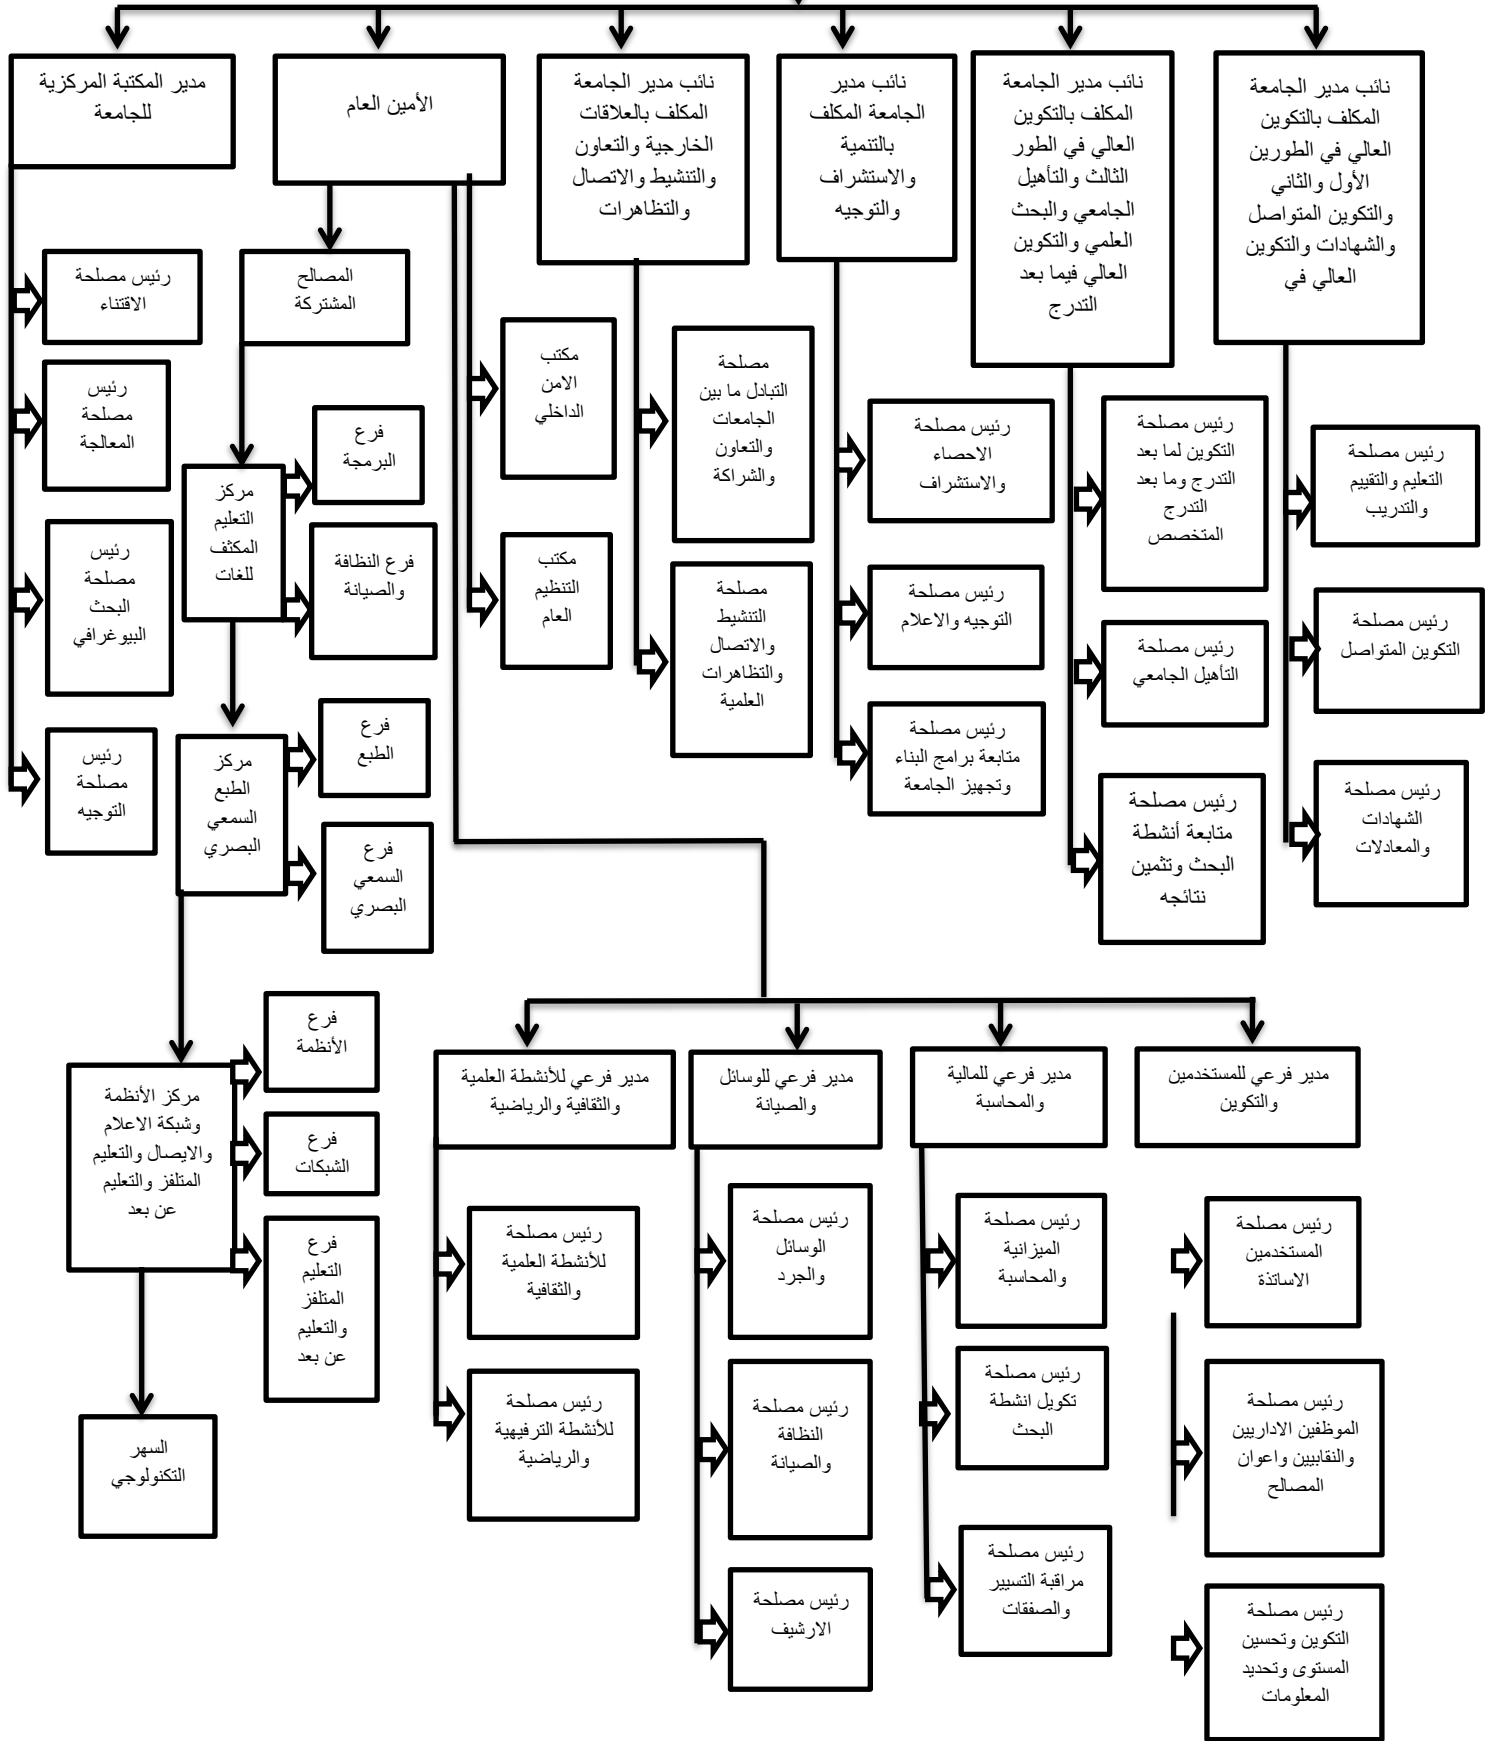 نائب مدير الجامعة
المكلف بالتكوين
العالي في الطورين
الأول والثاني
والتكوين المتواصل
والشهادات والتكوين
العالي في
نائب مدير الجامعة
المكلف بالتكوين
العالي في الطور
الثالث والتأهيل
الجامعي والبحث
العلمي والتكوين
العالي فيما بعد
التدرج
نائب مدير
الجامعة المكلف
بالتنمية
والاستشراف
والتوجيه
نائب مدير الجامعة
المكلف بالعلاقات
الخارجية والتعاون
والتنشيط والاتصال
والتظاهرات
الأمين العام
مدير المكتبة المركزية
للجامعة
رئيس مصلحة
التعليم والتقييم
والتدريب
رئيس مصلحة
التكوين المتواصل
رئيس مصلحة
الشهادات
والمعادلات
رئيس مصلحة
التكوين لما بعد
التدرج وما بعد
التدرج
المتخصص
رئيس مصلحة
التأهيل الجامعي
رئيس مصلحة
متابعة أنشطة
البحث وتثمين
نتائجه
رئيس مصلحة
الاحصاء
والاستشراف
رئيس مصلحة
التوجيه والاعلام
رئيس مصلحة
متابعة برامج البناء
وتجهيز الجامعة
مصلحة
التبادل ما بين
الجامعات
والتعاون
والشراكة
مصلحة
التنشيط
والاتصال
والتظاهرات
العلمية
مكتب
الامن
الداخلي
مكتب
التنظيم
العام
المصالح
المشتركة
فرع
البرمجة
مركز
التعليم
المكثف
للغات
فرع النظافة
والصيانة
فرع
الطبع
مركز
الطبع
السمعي
البصري
فرع
السمعي
البصري
رئيس مصلحة
الاقتناء
رئيس
مصلحة
المعالجة
رئيس
مصلحة
البحث
البيوغرافي
رئيس
مصلحة
التوجيه
فرع
الأنظمة
مركز الأنظمة
وشبكة الاعلام
والايصال والتعليم
المتلفز والتعليم
عن بعد
فرع
الشبكات
فرع
التعليم
المتلفز
والتعليم
عن بعد
السهر
التكنولوجي
مدير فرعي للمستخدمين
والتكوين
مدير فرعي للمالية
والمحاسبة
مدير فرعي للوسائل
والصيانة
مدير فرعي للأنشطة العلمية
والثقافية والرياضية
رئيس مصلحة
المستخدمين
الاساتذة
رئيس مصلحة
الموظفين الاداريين
والنقابيين واعوان
المصالح
رئيس مصلحة
التكوين وتحسين
المستوى وتحديد
المعلومات
رئيس مصلحة
الميزانية
والمحاسبة
رئيس مصلحة
تكويل انشطة
البحث
رئيس مصلحة
مراقبة التسيير
والصفقات
رئيس مصلحة
الوسائل
والجرد
رئيس مصلحة
النظافة
والصيانة
رئيس مصلحة
الارشيف
رئيس مصلحة
للأنشطة العلمية
والثقافية
رئيس مصلحة
للأنشطة الترفيهية
والرياضية